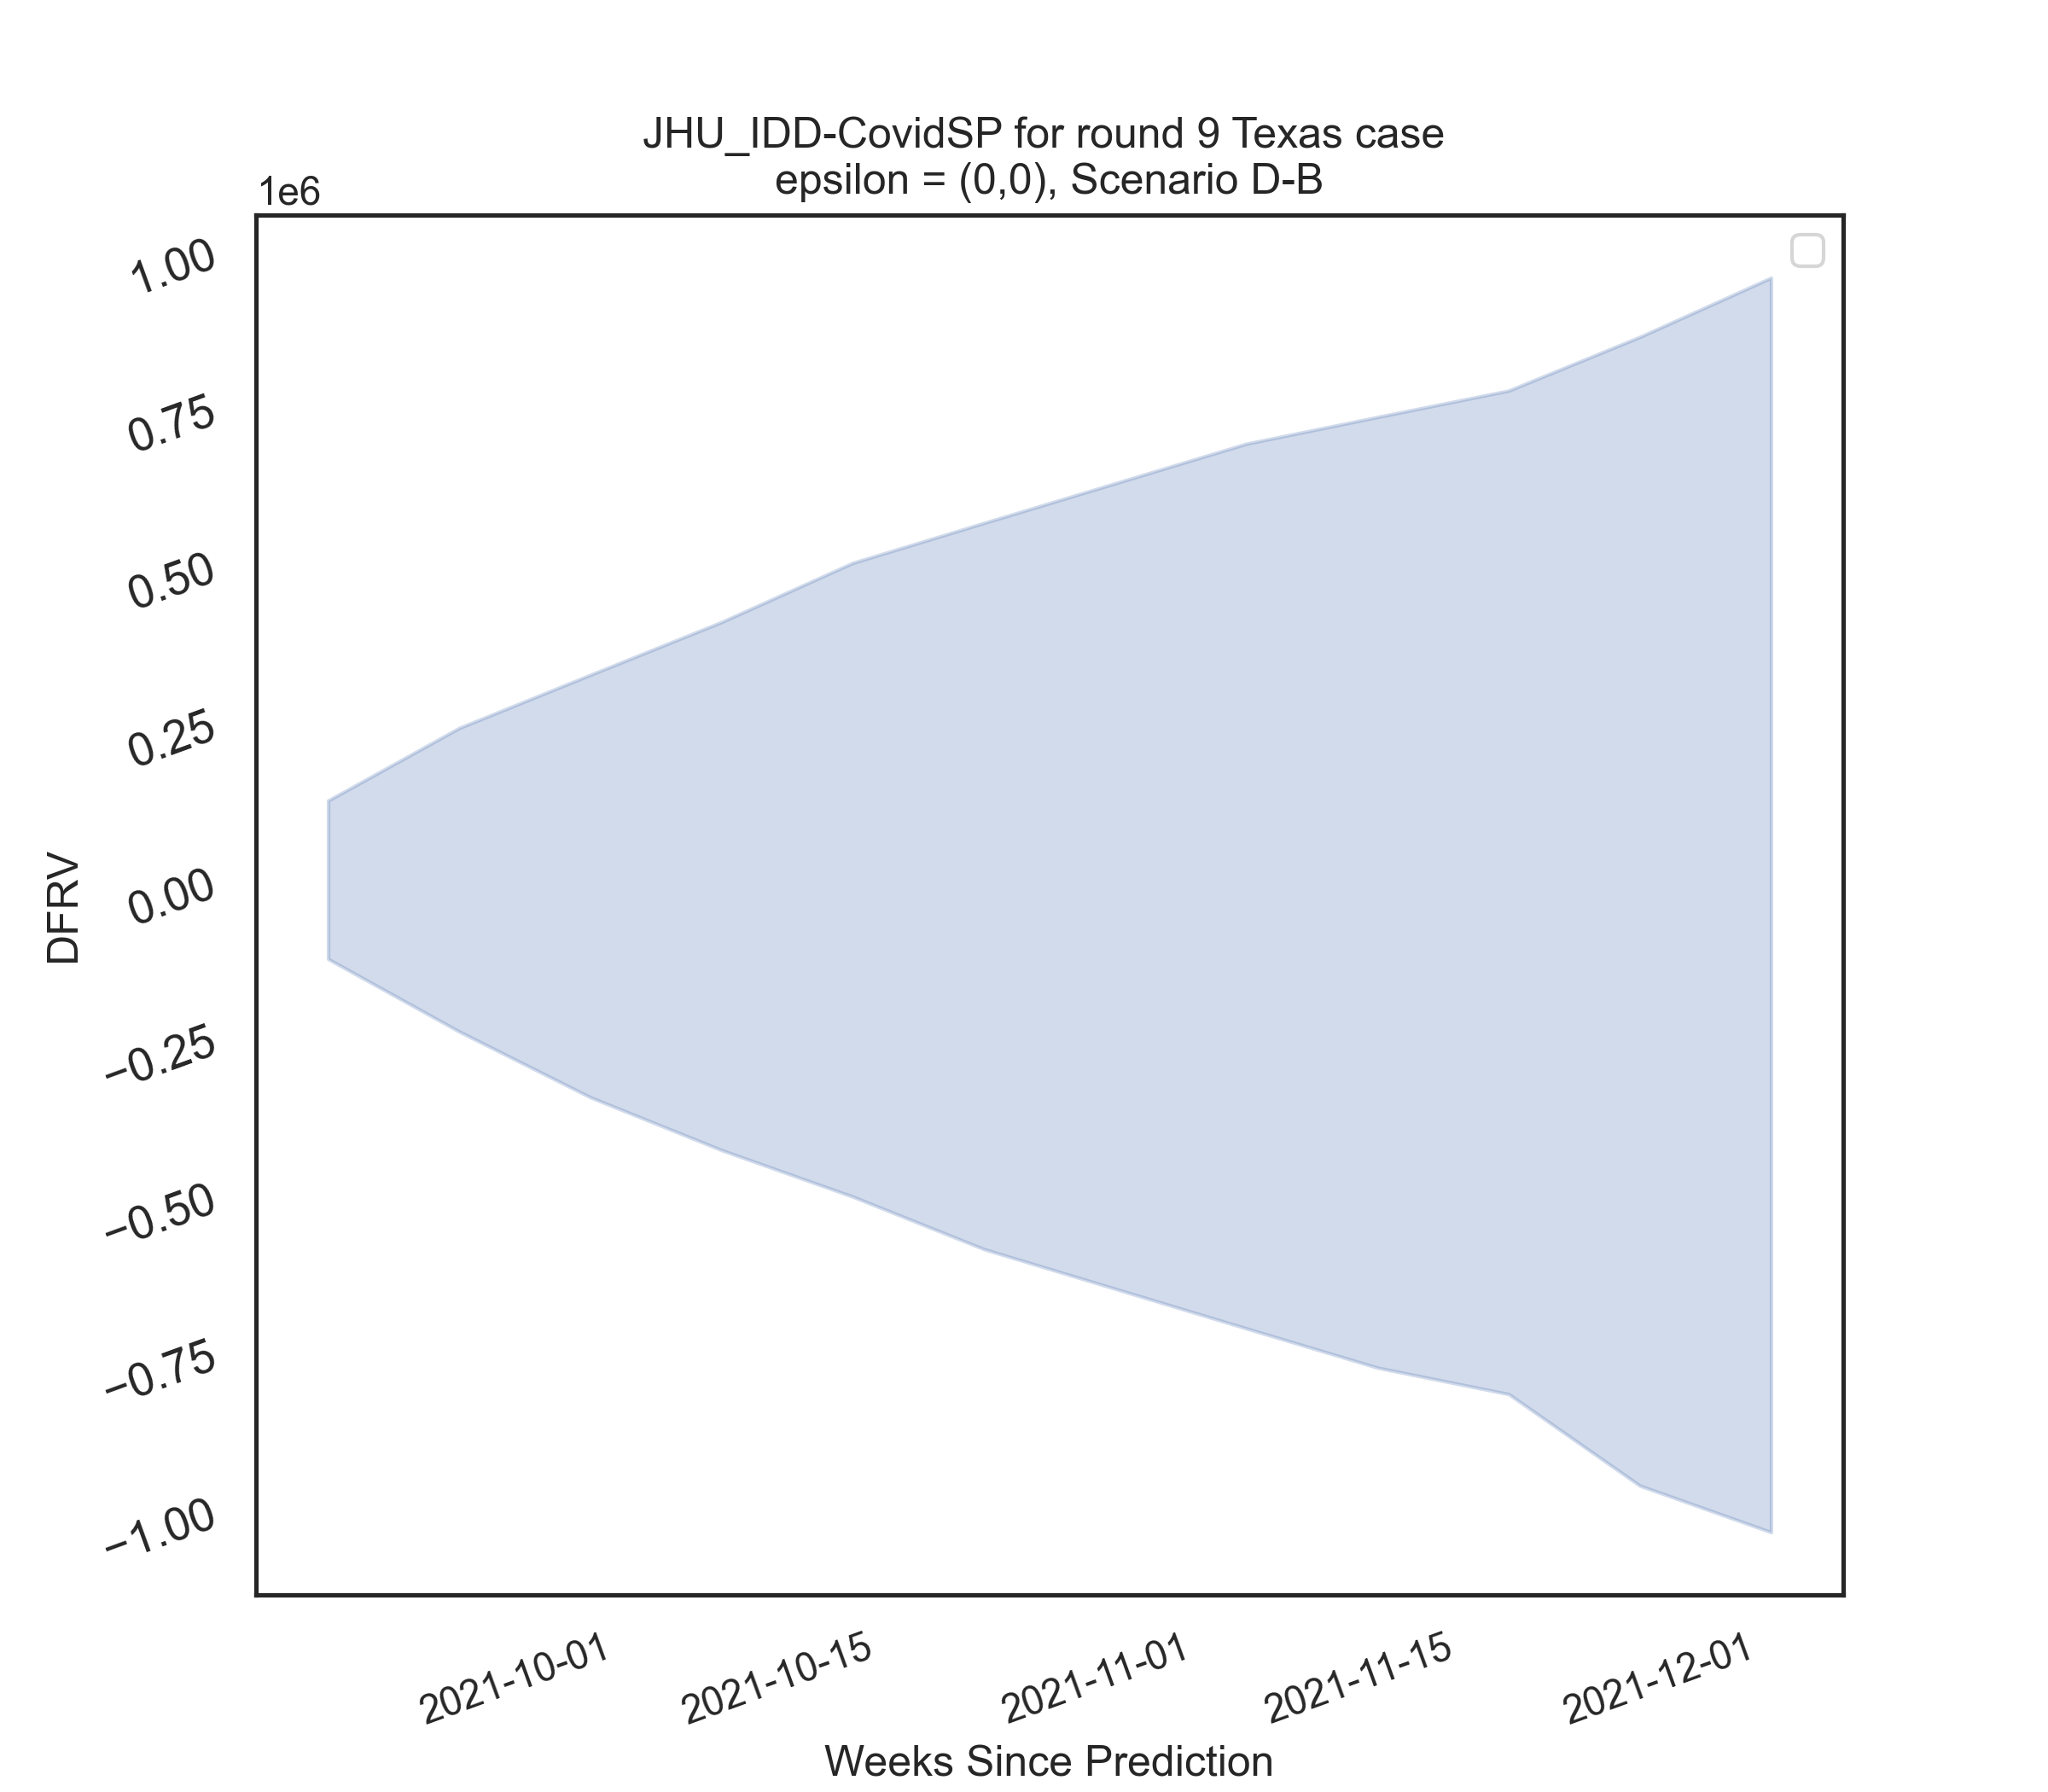 JHU_IDD-CovidSP for round 9 Texas case
epsilon = (0,0), Scenario D-B
1e6
1.00
0.75
0.50
0.25
0.00
−0.25
−0.50
−0.75
−1.00
DFRV
2021-10-01
2021-10-15
2021-11-01
2021-11-15
2021-12-01
Weeks Since Prediction